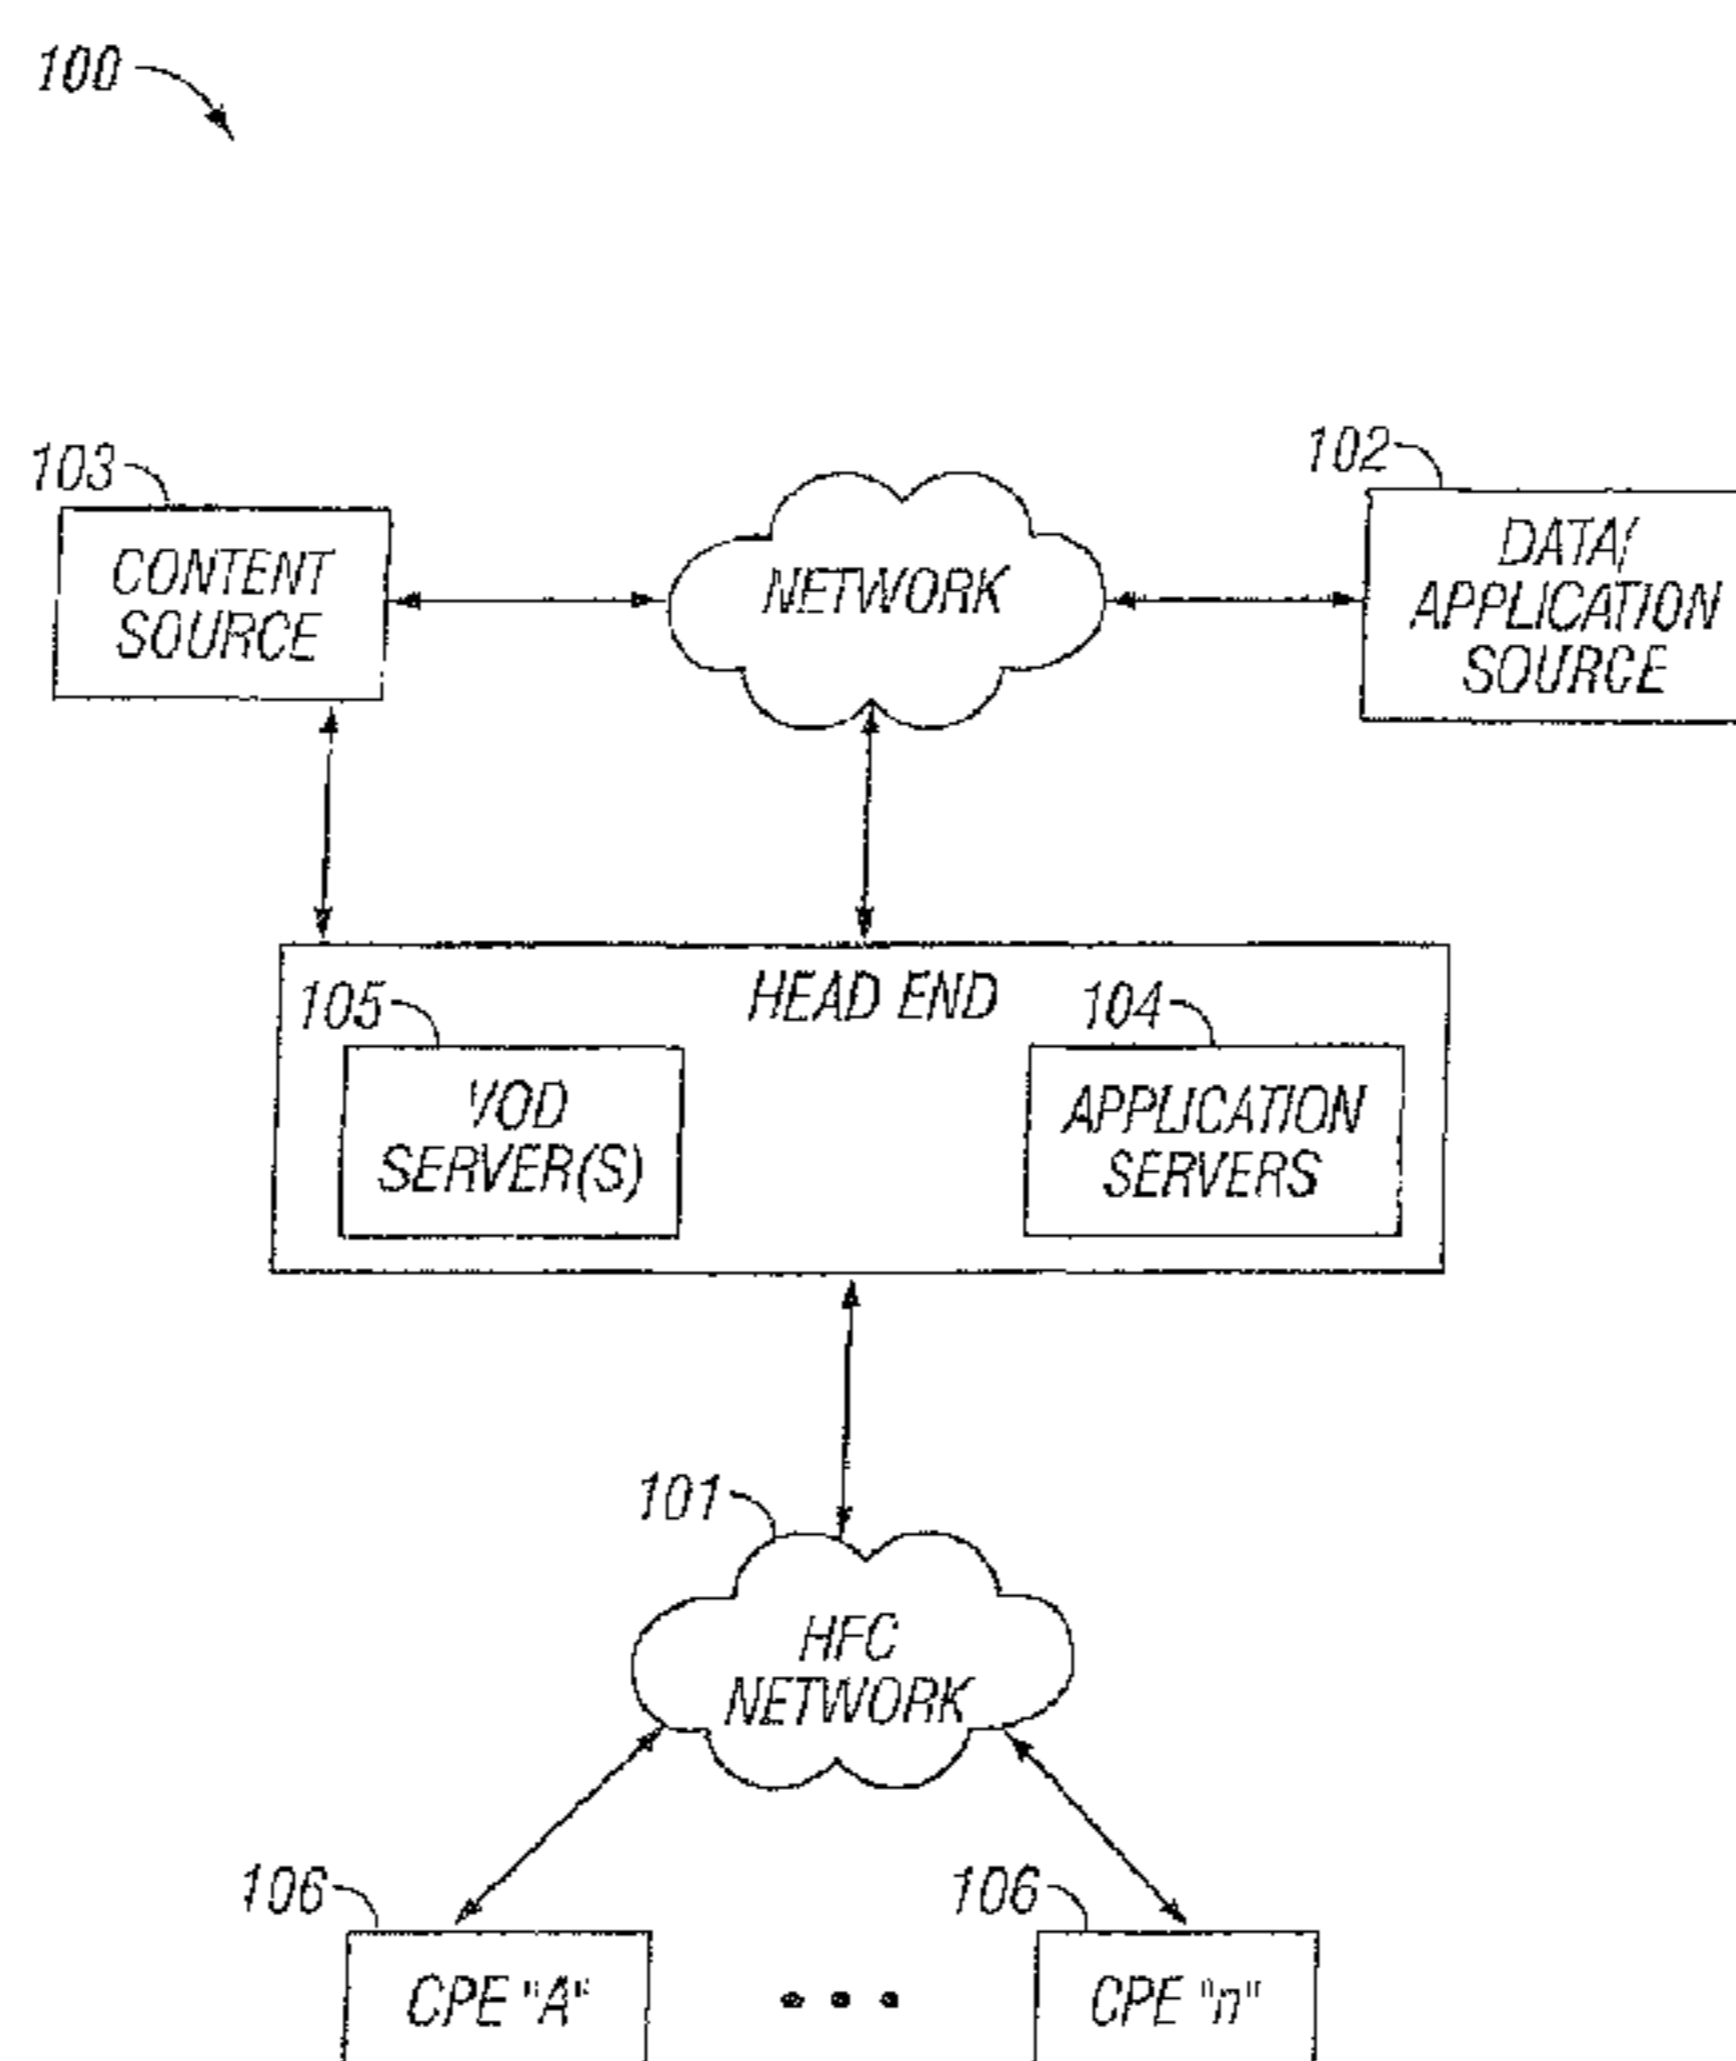 100
103
102
CONTENT
SOURCE
NETWORK
DATA/
APPLICATION
SOURCE
HEAD END
105
104
VOD
SERVER(S)
APPLICATION
SERVERS
101
HFC
NETWORK
106
106
CPE "A"
CPE "n"